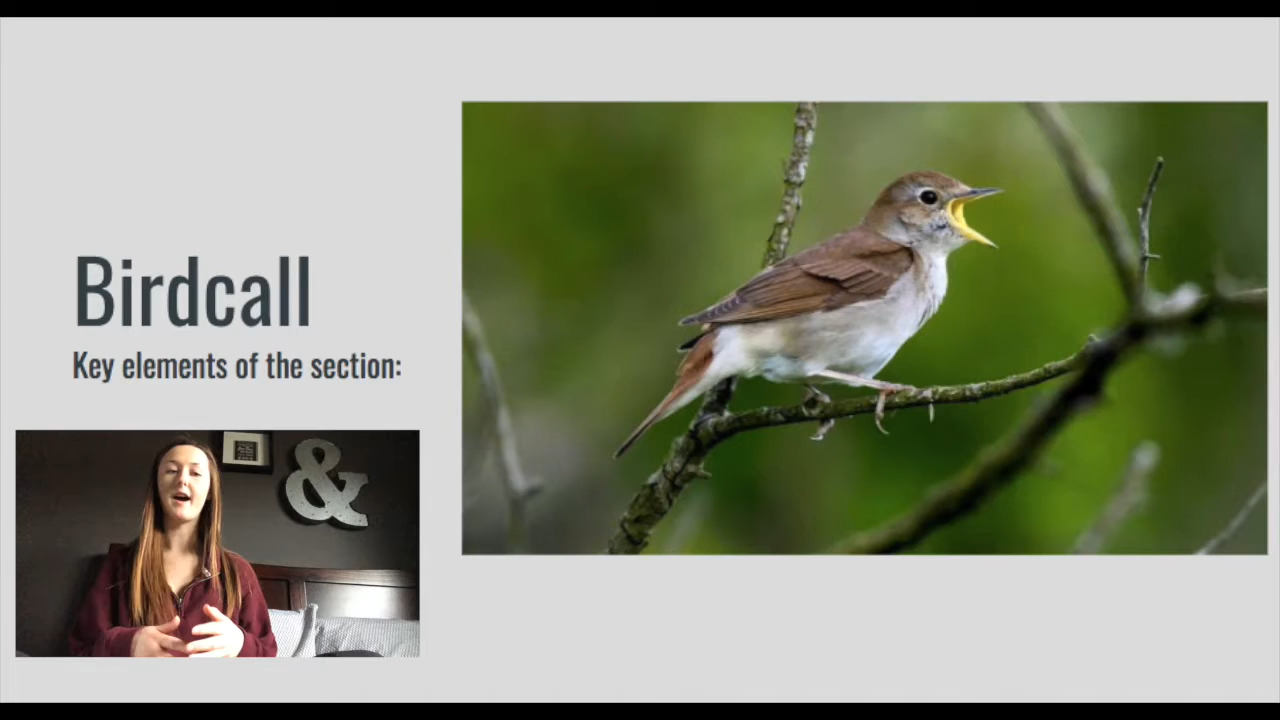 Birdcall
Key elements of the section:
&